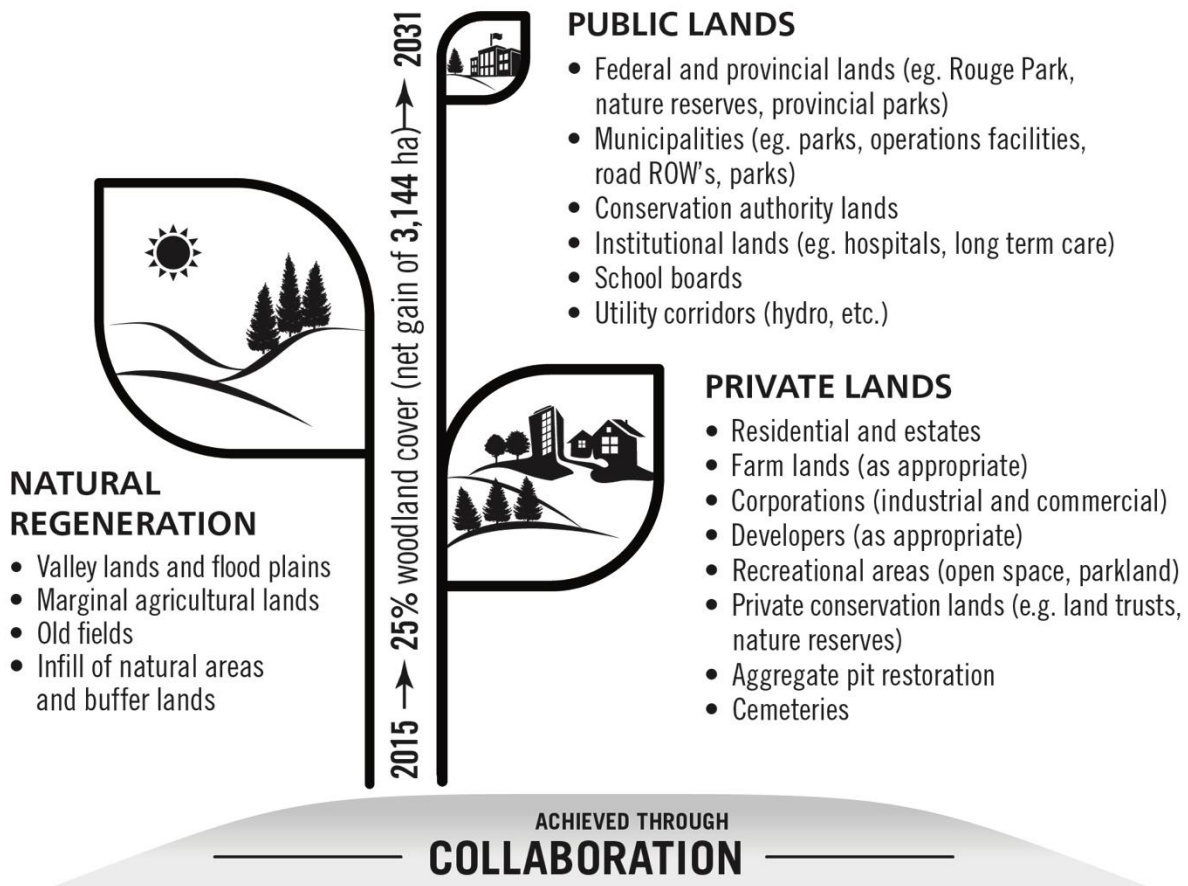 PUBLIC LANDS
• Federal and provincial lands (eg. Rouge Park,
nature reserves, provincial parks)
• Municipalities (eg. parks, operations facilities,
road ROW's, parks)
• Conservation authority lands
• Institutional lands (eg. hospitals, long term care)
• School boards
• Utility corridors (hydro, etc.)
2015 → 25% woodland cover (net gain of 3,144 ha) → 2031
PRIVATE LANDS
• Residential and estates
• Farm lands (as appropriate)
• Corporations (industrial and commercial)
• Developers (as appropriate)
• Recreational areas (open space, parkland)
• Private conservation lands (e.g. land trusts,
nature reserves)
• Aggregate pit restoration
• Cemeteries
NATURAL
REGENERATION
• Valley lands and flood plains
• Marginal agricultural lands
• Old fields
• Infill of natural areas
and buffer lands
ACHIEVED THROUGH
COLLABORATION